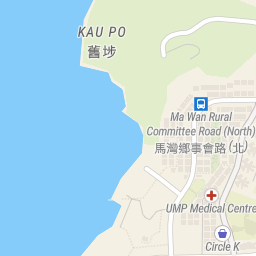 KAU PO
舊埗
Ma Wan Rural
Committee Road (North)
馬灣鄉事會路 (北)
UMP Medical Centre
Circle K